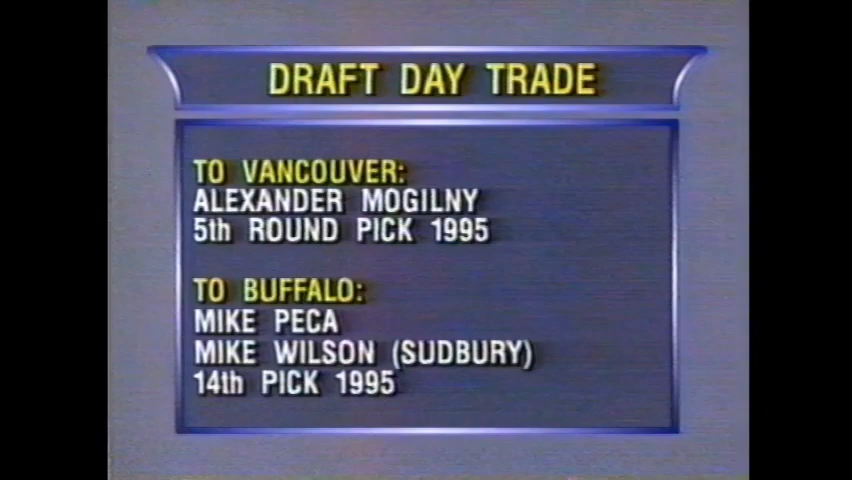 DRAFT DAY TRADE
TO VANCOUVER:
ALEXANDER MOGILNY
5th ROUND PICK 1995
TO BUFFALO:
MIKE PECA
MIKE WILSON (SUDBURY)
14th PICK 1995